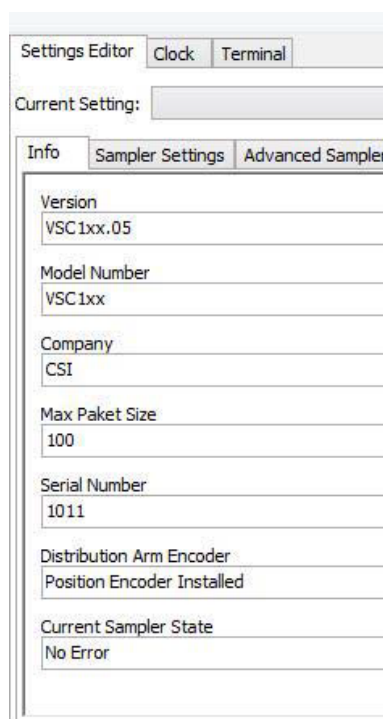 Settings Editor Clock Terminal
Current Setting:
Info Sampler Settings Advanced Sampler
Version
VSC1xx.05
Model Number
VSC1xx
Company
CSI
Max Paket Size
100
Serial Number
1011
Distribution Arm Encoder
Position Encoder Installed
Current Sampler State
No Error